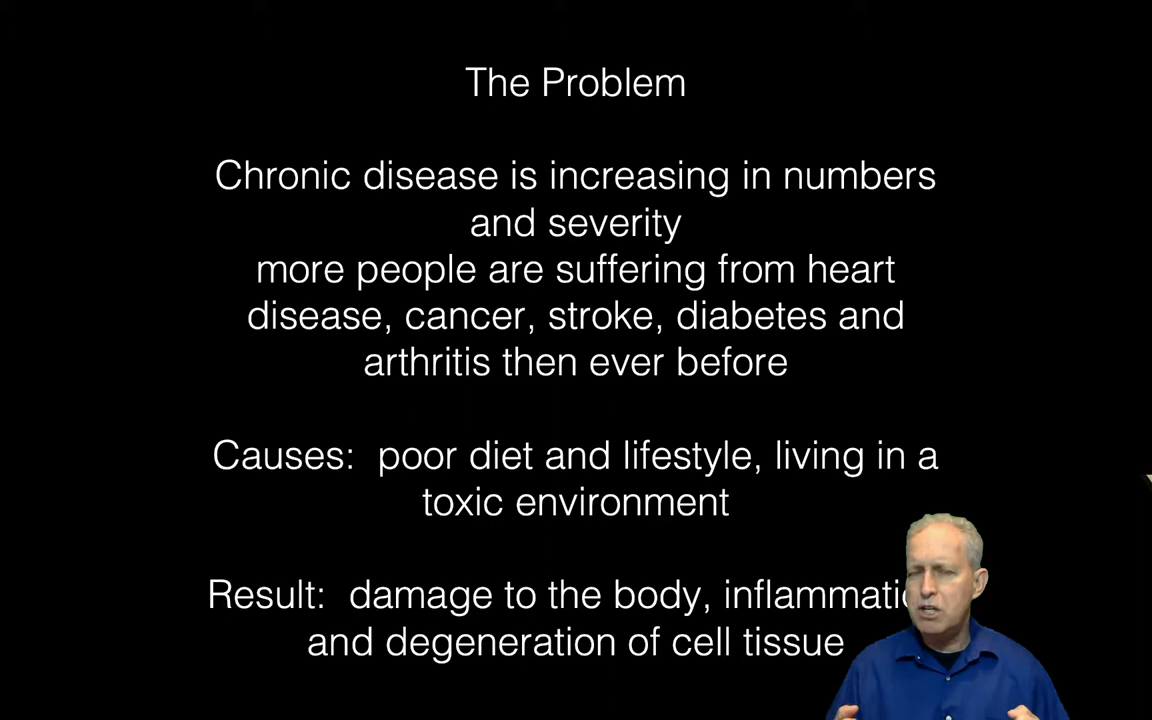 The Problem
Chronic disease is increasing in numbers
and severity
more people are suffering from heart
disease, cancer, stroke, diabetes and
arthritis then ever before
Causes: poor diet and lifestyle, living in a
toxic environment
Result: damage to the body,
and degeneration of cell tissue